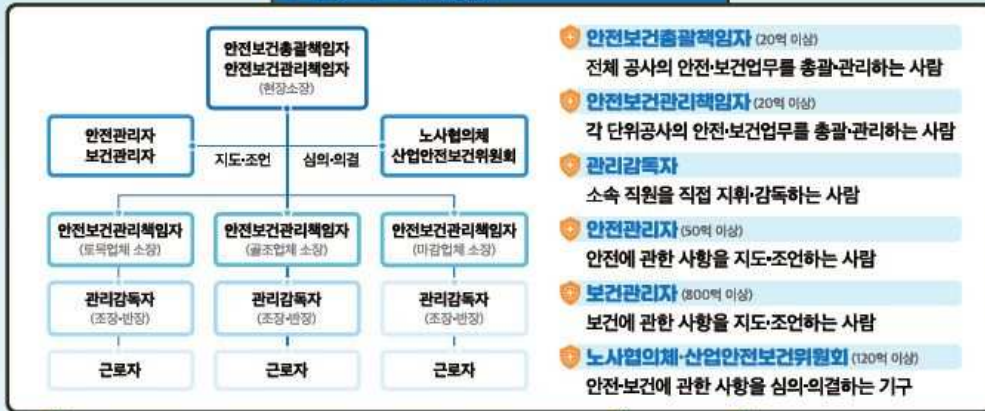 안전보건총괄책임자
안전보건관리책임자
(현장소장)
안전관리자
보건관리자
지도·조언
심의·의결
노사협의체
산업안전보건위원회
안전보건관리책임자
(토목업체 소장)
안전보건관리책임자
(골조업체 소장)
안전보건관리책임자
(마감업체 소장)
관리감독자
(조장·반장)
관리감독자
(조장·반장)
관리감독자
(조장·반장)
근로자
근로자
근로자
안전보건총괄책임자 (20억 이상)
전체 공사의 안전·보건업무를 총괄·관리하는 사람
안전보건관리책임자 (20억 이상)
각 단위공사의 안전·보건업무를 총괄·관리하는 사람
관리감독자
소속 직원을 직접 지휘·감독하는 사람
안전관리자 (50억 이상)
안전에 관한 사항을 지도·조언하는 사람
보건관리자 (800억 이상)
보건에 관한 사항을 지도·조언하는 사람
노사협의체·산업안전보건위원회 (120억 이상)
안전·보건에 관한 사항을 심의·의결하는 기구